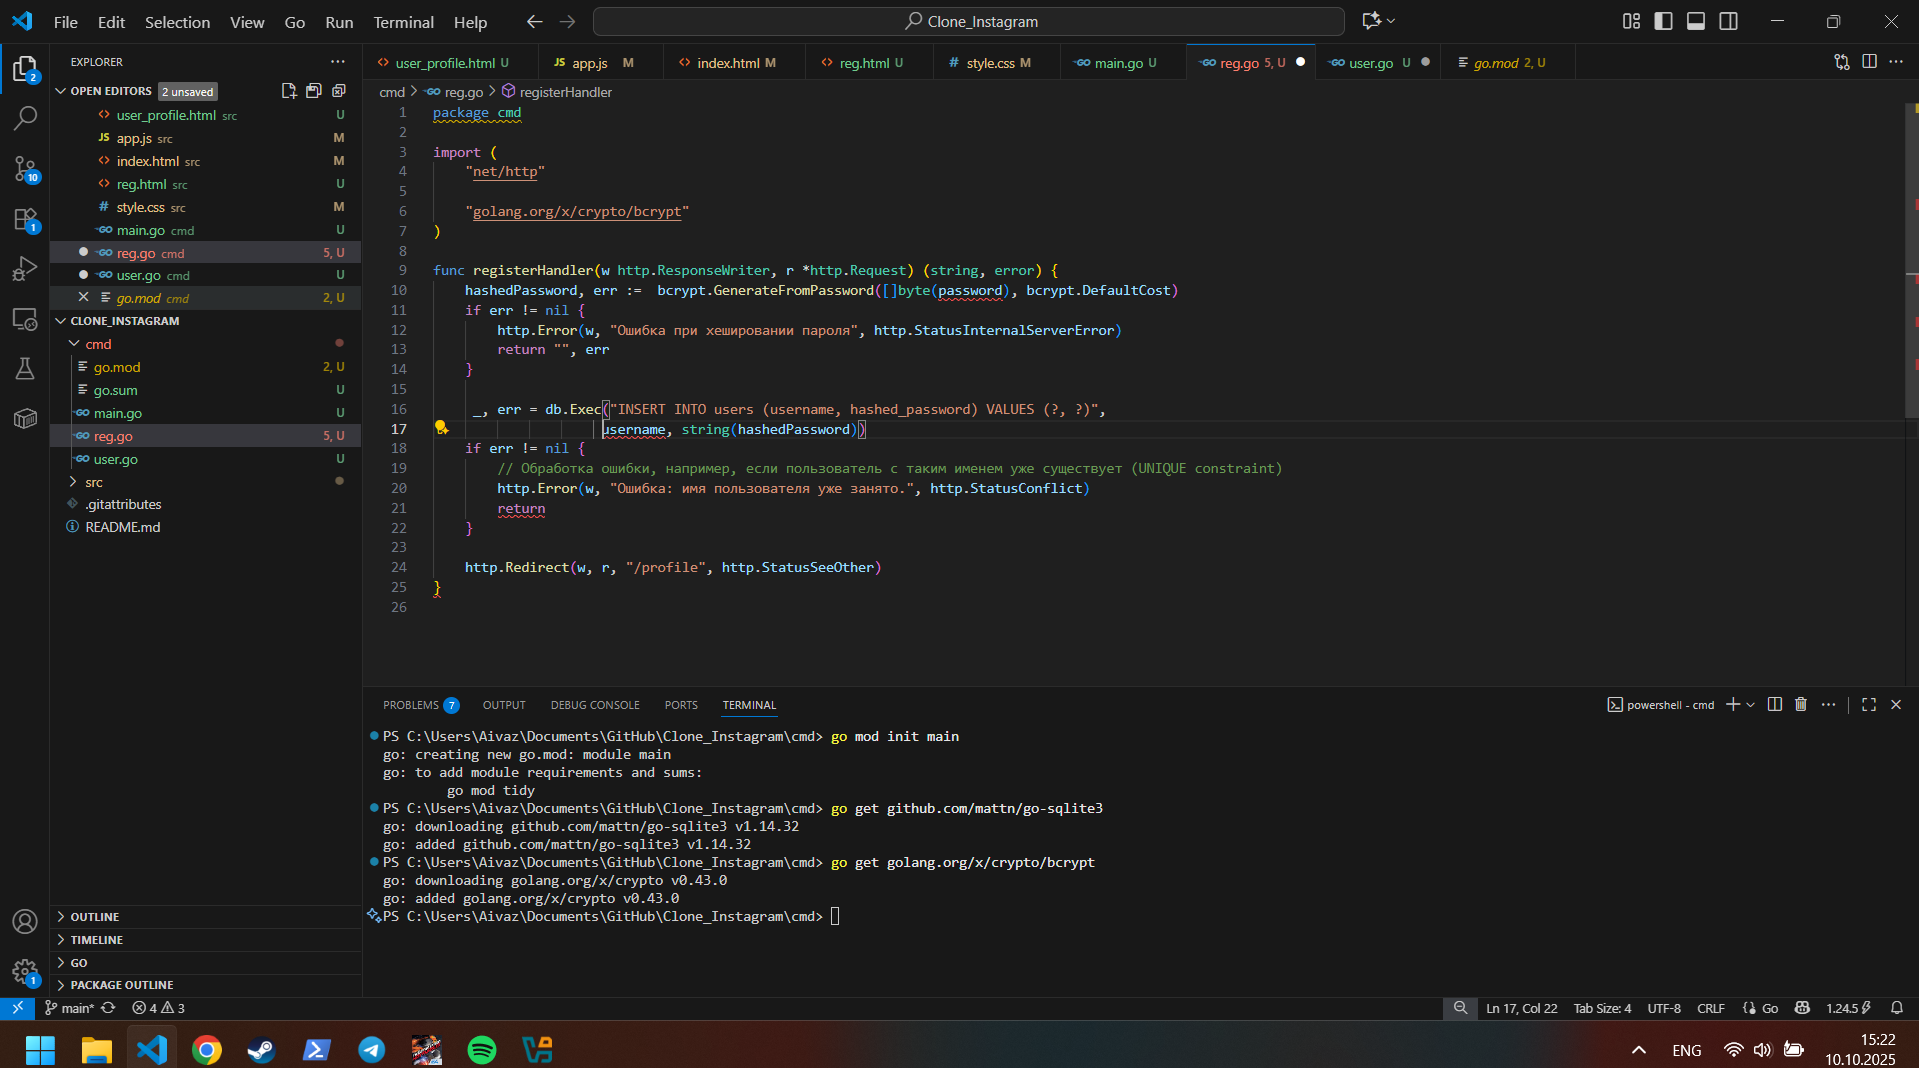 File Edit Selection View Go Run Terminal Help
Clone_Instagram
EXPLORER
OPEN EDITORS 2 unsaved
user_profile.html src U
app.js src M
index.html src M
reg.html src U
style.css src M
main.go cmd U
reg.go cmd 5, U
user.go cmd U
go.mod cmd 2, U
CLONE_INSTAGRAM
cmd
go.mod 2, U
go.sum U
main.go U
reg.go 5, U
user.go U
src
.gitattributes
README.md
OUTLINE
TIMELINE
GO
PACKAGE OUTLINE
2
10
1
1
user_profile.html U JS app.js M index.html M reg.html U # style.css M main.go U reg.go 5, U user.go U go.mod 2, U
cmd > reg.go > registerHandler
1 package cmd
2
3 import (
4 "net/http"
5
6 "golang.org/x/crypto/bcrypt"
7 )
8
9 func registerHandler(w http.ResponseWriter, r *http.Request) (string, error) {
10 hashedPassword, err := bcrypt.GenerateFromPassword([]byte(password), bcrypt.DefaultCost)
11 if err != nil {
12 http.Error(w, "Ошибка при хешировании пароля", http.StatusInternalServerError)
13 return "", err
14 }
15
16 _, err = db.Exec("INSERT INTO users (username, hashed_password) VALUES (?, ?)",
17 username, string(hashedPassword))
18 if err != nil {
19 // Обработка ошибки, например, если пользователь с таким именем уже существует (UNIQUE constraint)
20 http.Error(w, "Ошибка: имя пользователя уже занято.", http.StatusConflict)
21 return
22 }
23
24 http.Redirect(w, r, "/profile", http.StatusSeeOther)
25 }
26
PROBLEMS 7 OUTPUT DEBUG CONSOLE PORTS TERMINAL
powershell - cmd
PS C:\Users\Aivaz\Documents\GitHub\Clone_Instagram\cmd> go mod init main
go: creating new go.mod: module main
go: to add module requirements and sums:
go mod tidy
PS C:\Users\Aivaz\Documents\GitHub\Clone_Instagram\cmd> go get github.com/mattn/go-sqlite3
go: downloading github.com/mattn/go-sqlite3 v1.14.32
go: added github.com/mattn/go-sqlite3 v1.14.32
PS C:\Users\Aivaz\Documents\GitHub\Clone_Instagram\cmd> go get golang.org/x/crypto/bcrypt
go: downloading golang.org/x/crypto v0.43.0
go: added golang.org/x/crypto v0.43.0
PS C:\Users\Aivaz\Documents\GitHub\Clone_Instagram\cmd>
main* 4 3
Ln 17, Col 22 Tab Size: 4 UTF-8 CRLF {} Go 1.24.5
ENG
15:22
10.10.2025